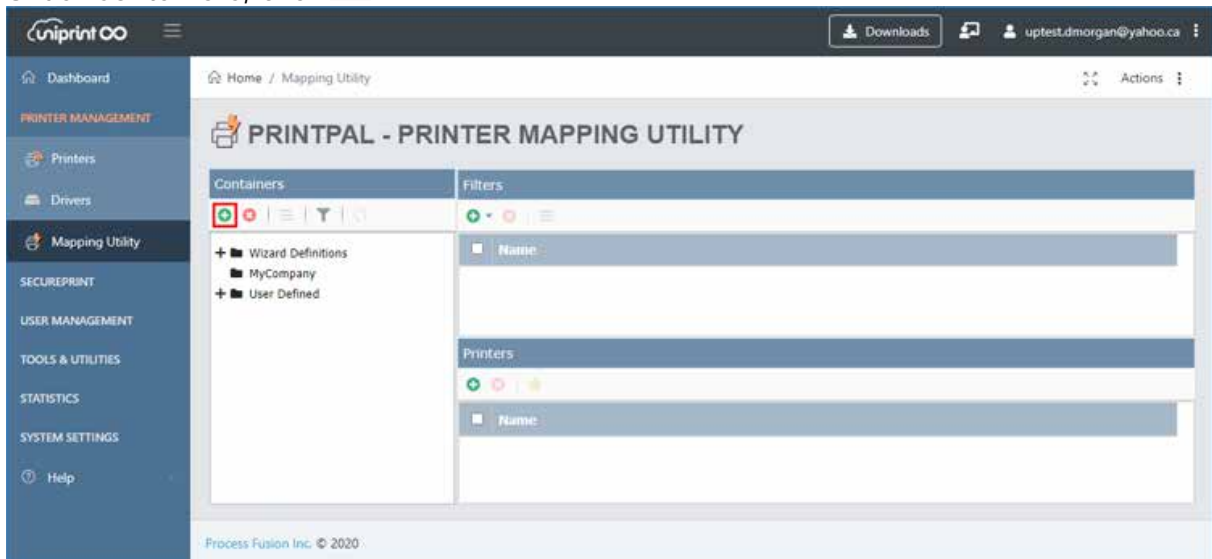 uniprint
Downloads
uptest.dmorgan@yahoo.ca
Dashboard
Home / Mapping Utility
Actions
PRINTER MANAGEMENT
PRINTPAL - PRINTER MAPPING UTILITY
Printers
Containers
Filters
Drivers
Mapping Utility
Wizard Definitions
Name
MyCompany
SECUREPRINT
User Defined
USER MANAGEMENT
TOOLS & UTILITIES
Printers
STATISTICS
Name
SYSTEM SETTINGS
Help
Process Fusion Inc. © 2020